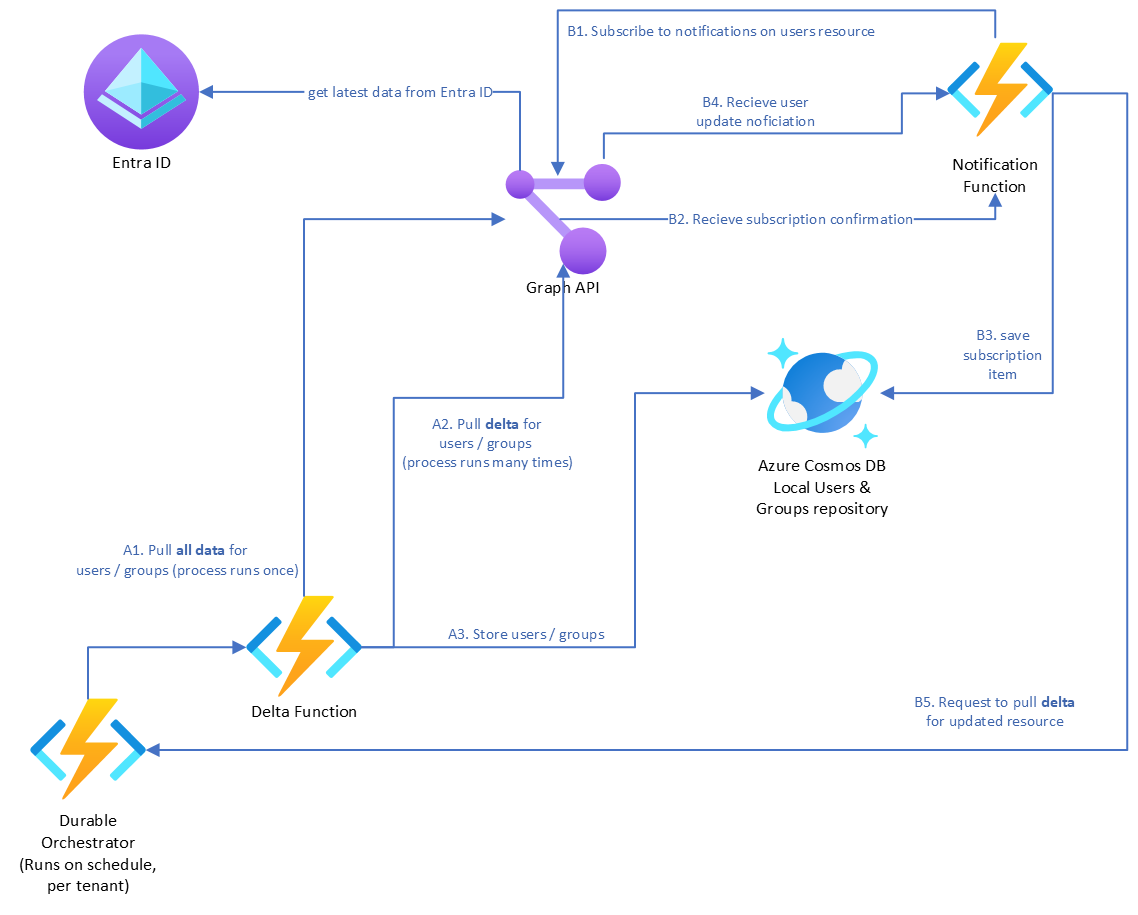 B1. Subscribe to notifications on users resource
get latest data from Entra ID
B4. Recieve user
update noficiation
Entra ID
Notification
Function
B2. Recieve subscription confirmation
Graph API
B3. save
subscription
item
A2. Pull delta for
users / groups
(process runs many times)
Azure Cosmos DB
Local Users &
Groups repository
A1. Pull all data for
users / groups (process runs once)
A3. Store users / groups
Delta Function
B5. Request to pull delta
for updated resource
Durable
Orchestrator
(Runs on schedule,
per tenant)